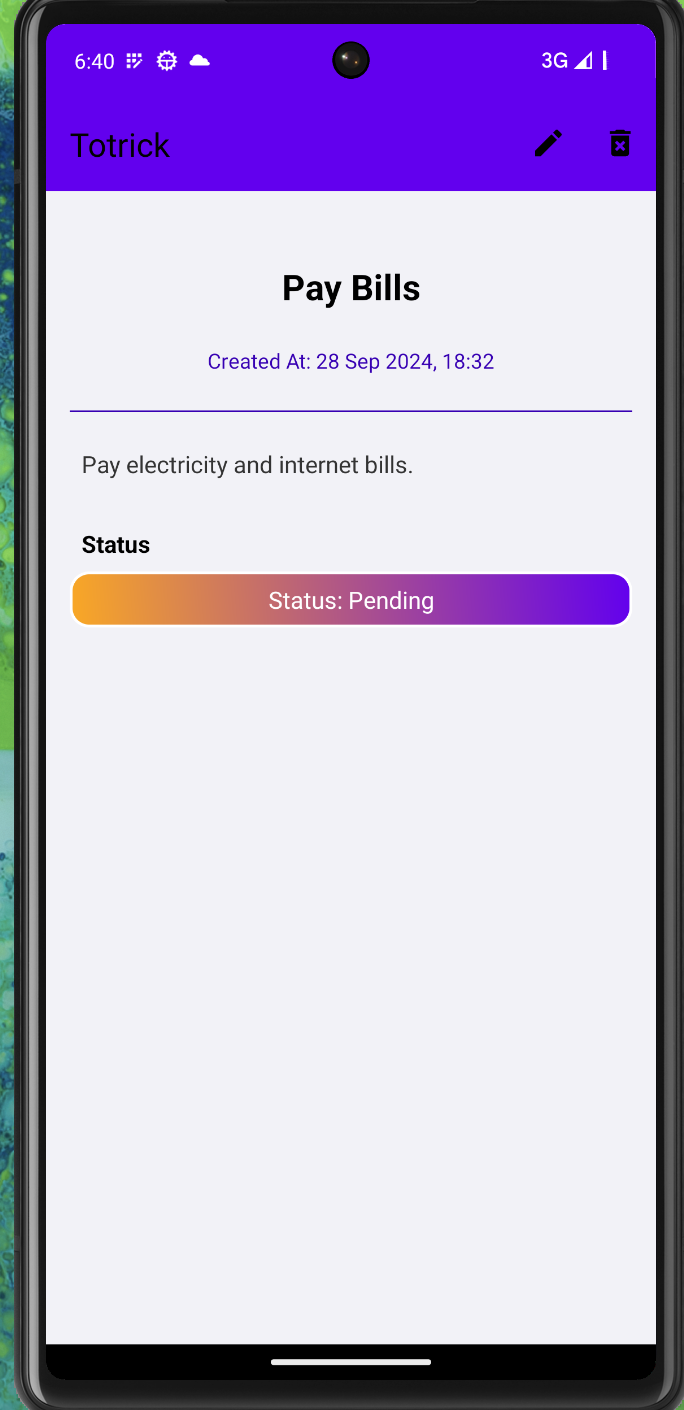 6:40
3G
Totrick
Pay Bills
Created At: 28 Sep 2024, 18:32
Pay electricity and internet bills.
Status
Status: Pending